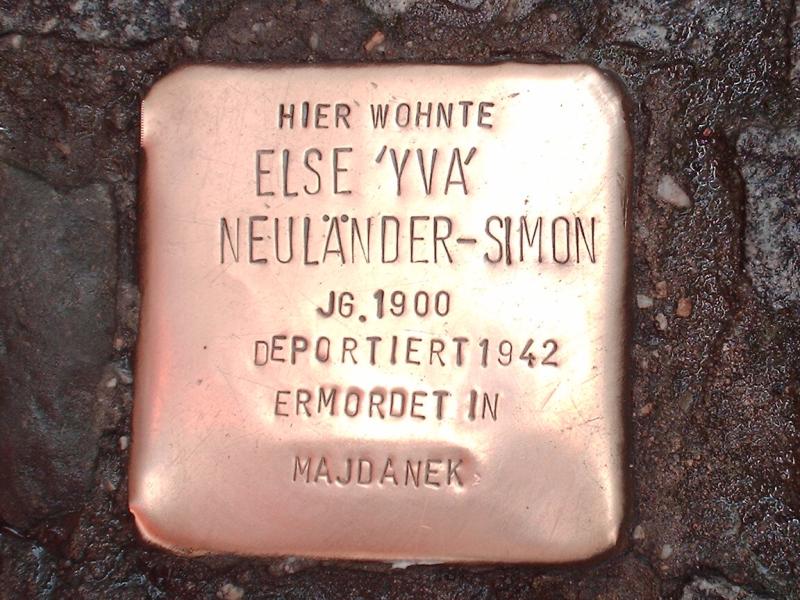 HIER WOHNTE
ELSE 'YVA'
NEULÄNDER-SIMON
JG. 1900
DEPORTIERT 1942
ERMORDET IN
MAJDANEK